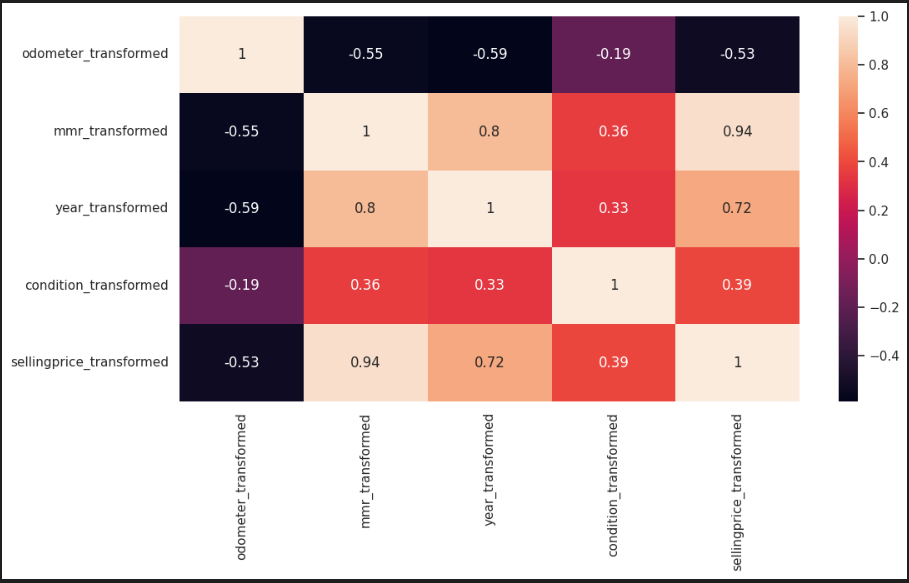 odometer_transformed 1 -0.55 -0.59 -0.19 -0.53
mmr_transformed -0.55 1 0.8 0.36 0.94
year_transformed -0.59 0.8 1 0.33 0.72
condition_transformed -0.19 0.36 0.33 1 0.39
sellingprice_transformed -0.53 0.94 0.72 0.39 1
odometer_transformed
mmr_transformed
year_transformed
condition_transformed
sellingprice_transformed
1.0
0.8
0.6
0.4
0.2
0.0
−0.2
−0.4